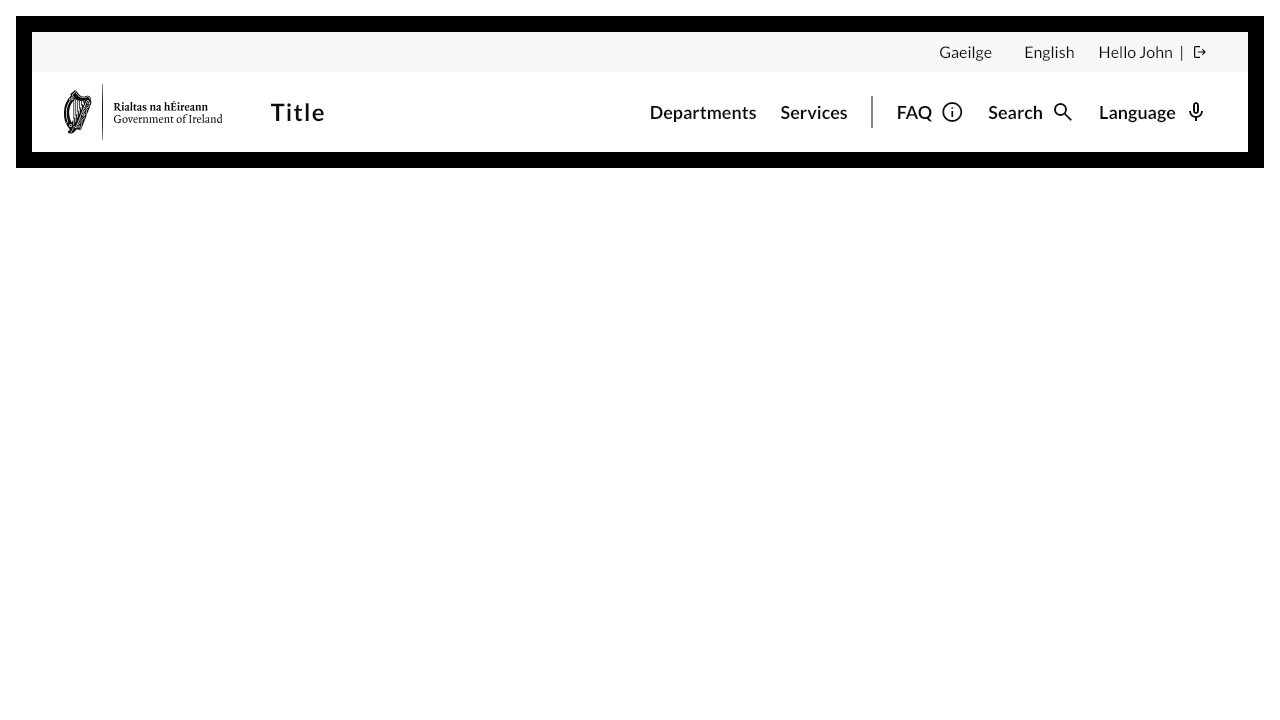 Gaeilge English Hello John |
Rialtas na hÉireann
Government of Ireland
Title
Departments Services FAQ Search Language